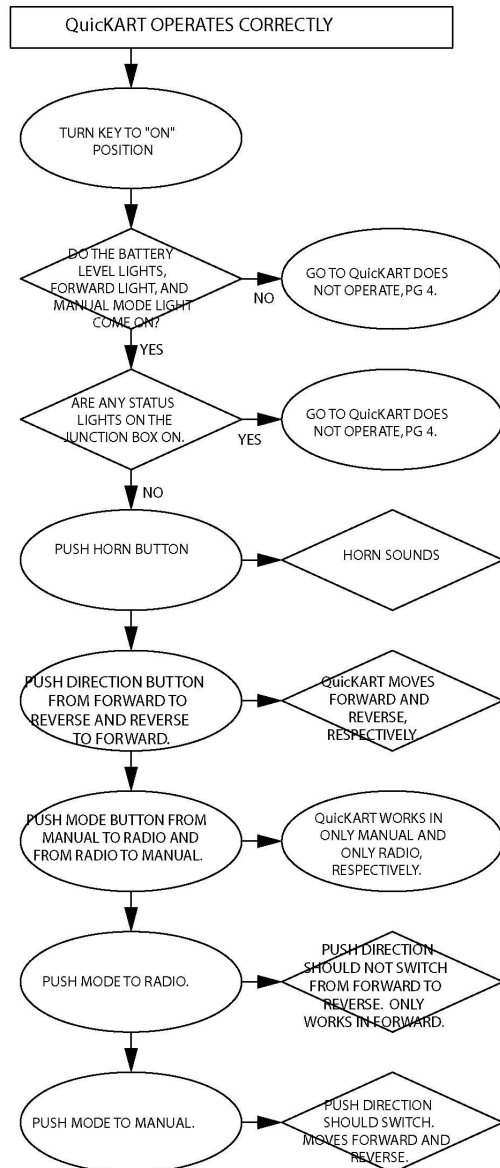 QuicKART OPERATES CORRECTLY
TURN KEY TO "ON"
POSITION
DO THE BATTERY
LEVEL LIGHTS,
FORWARD LIGHT, AND
MANUAL MODE LIGHT
COME ON?
NO
GO TO QuicKART DOES
NOT OPERATE, PG 4.
YES
ARE ANY STATUS
LIGHTS ON THE
JUNCTION BOX ON.
YES
GO TO QuicKART DOES
NOT OPERATE, PG 4.
NO
PUSH HORN BUTTON
HORN SOUNDS
PUSH DIRECTION BUTTON
FROM FORWARD TO
REVERSE AND REVERSE
TO FORWARD.
QuicKART MOVES
FORWARD AND
REVERSE,
RESPECTIVELY
PUSH MODE BUTTON FROM
MANUAL TO RADIO AND
FROM RADIO TO MANUAL.
QuicKART WORKS IN
ONLY MANUAL AND
ONLY RADIO,
RESPECTIVELY.
PUSH MODE TO RADIO.
PUSH DIRECTION
SHOULD NOT SWITCH
FROM FORWARD TO
REVERSE. ONLY
WORKS IN FORWARD.
PUSH MODE TO MANUAL.
PUSH DIRECTION
SHOULD SWITCH.
MOVES FORWARD AND
REVERSE.